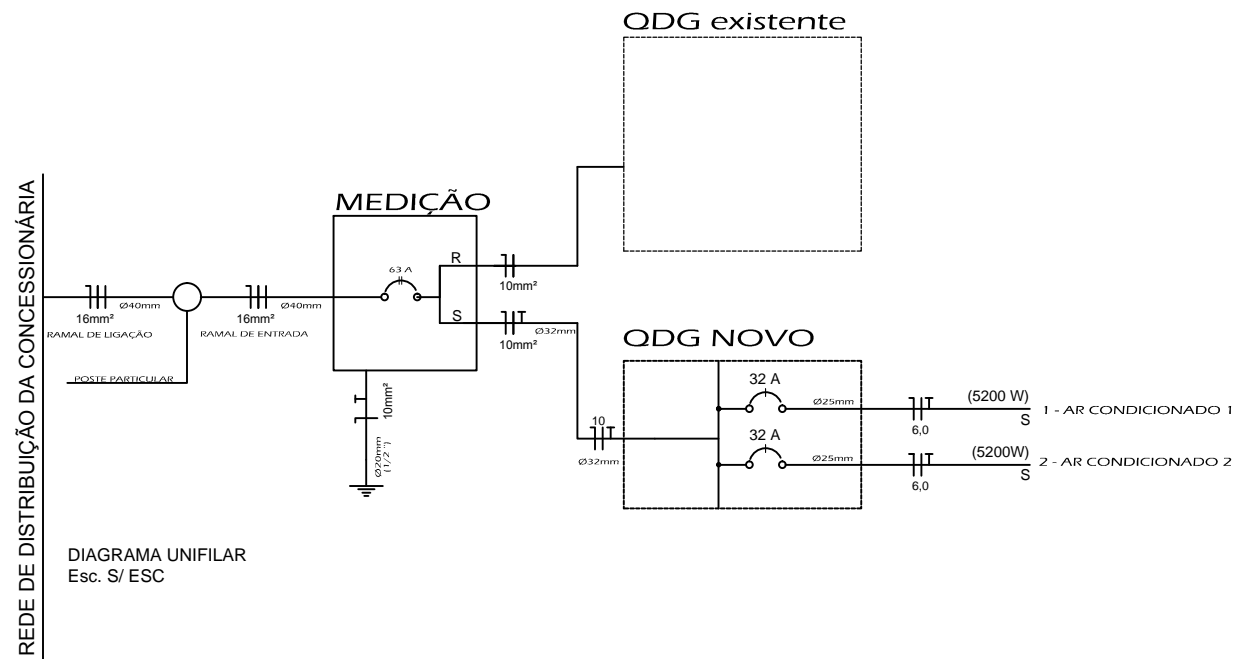 QDG existente
REDE DE DISTRIBUIÇÃO DA CONCESSIONÁRIA
MEDIÇÃO
63 A
R
S
16mm²
Ø40mm
RAMAL DE LIGAÇÃO
16mm²
Ø40mm
RAMAL DE ENTRADA
POSTE PARTICULAR
10mm²
10mm²
Ø32mm
10mm²
Ø20mm
(1/2")
QDG NOVO
10
Ø32mm
32 A
Ø25mm
6,0
(5200 W)
S
1 - AR CONDICIONADO 1
32 A
Ø25mm
6,0
(5200W)
S
2 - AR CONDICIONADO 2
DIAGRAMA UNIFILAR
Esc. S/ ESC